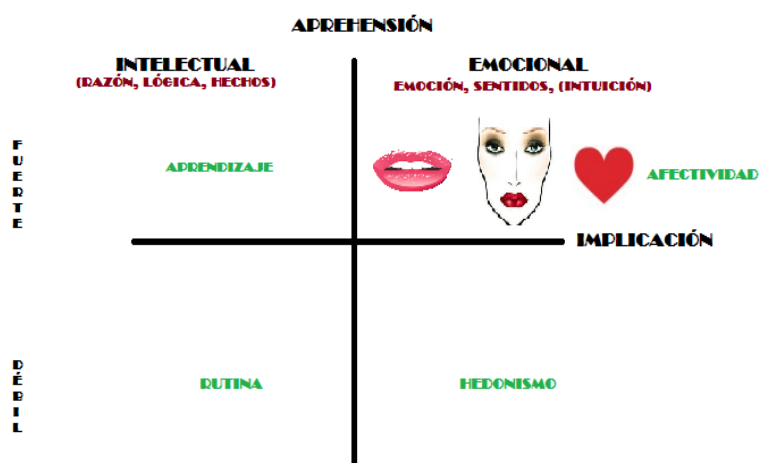 APREHENSIÓN
INTELECTUAL
(RAZÓN, LÓGICA, HECHOS)
EMOCIONAL
EMOCIÓN, SENTIDOS, (INTUICIÓN)
FUERTE
APRENDIZAJE
AFECTIVIDAD
IMPLICACIÓN
DÉBIL
RUTINA
HEDONISMO